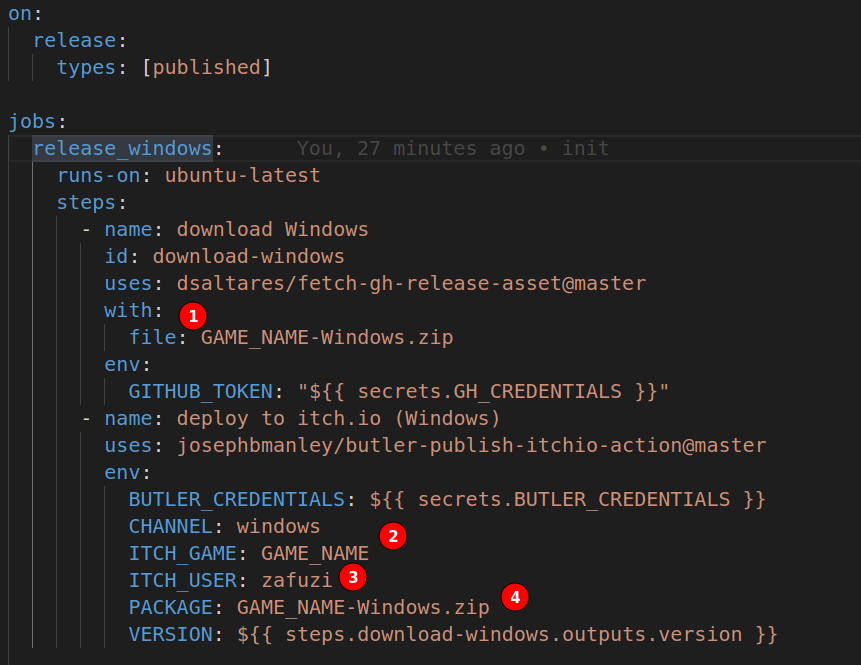 on:
  release:
    types: [published]

jobs:
  release_windows:      You, 27 minutes ago • init
    runs-on: ubuntu-latest
    steps:
      - name: download Windows
        id: download-windows
        uses: dsaltares/fetch-gh-release-asset@master
        with: 1
          file: GAME_NAME-Windows.zip
        env:
          GITHUB_TOKEN: "${{ secrets.GH_CREDENTIALS }}"
      - name: deploy to itch.io (Windows)
        uses: josephbmanley/butler-publish-itchio-action@master
        env:
          BUTLER_CREDENTIALS: ${{ secrets.BUTLER_CREDENTIALS }}
          CHANNEL: windows
          ITCH_GAME: GAME_NAME 2
          ITCH_USER: zafuzi 3
          PACKAGE: GAME_NAME-Windows.zip 4
          VERSION: ${{ steps.download-windows.outputs.version }}